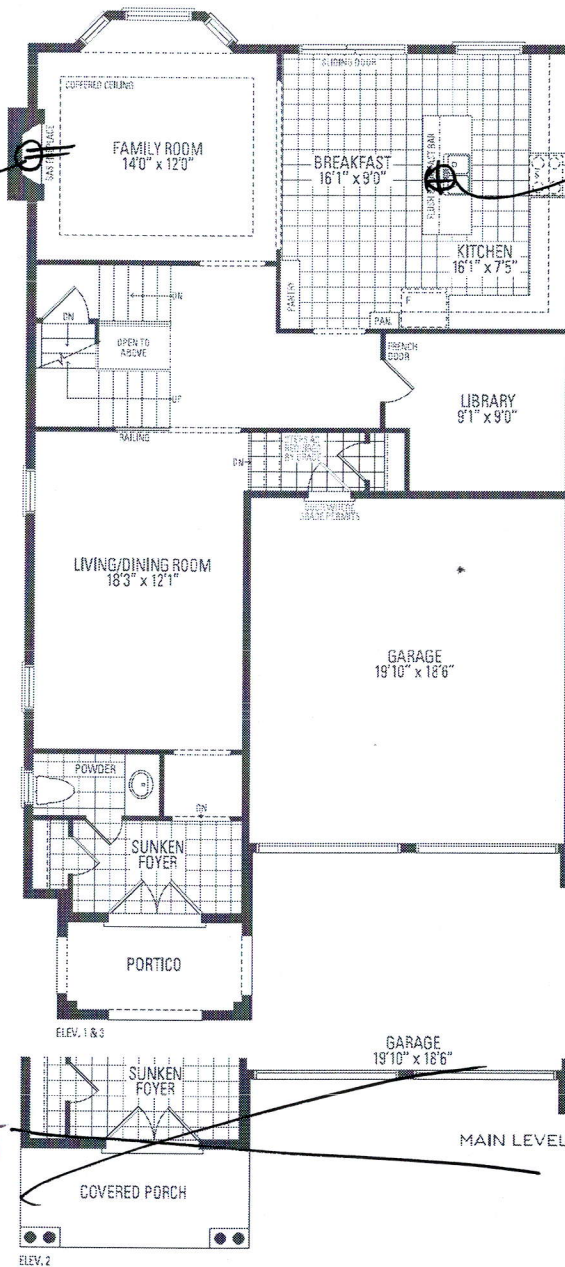 SLIDING DOOR
COFFERED CEILING
GAS FIREPLACE
FAMILY ROOM
14'0" x 12'0"
BREAKFAST
16'1" x 9'0"
KITCHEN
16'1" x 7'5"
PANTRY
PAN.
F
DN
DN
OPEN TO
ABOVE
UP
RAILING
FRENCH
DOOR
LIBRARY
9'1" x 9'0"
DN
LIVING/DINING ROOM
18'3" x 12'1"
GARAGE
19'10" x 18'6"
POWDER
DN
SUNKEN
FOYER
PORTICO
ELEV. 1 & 3
GARAGE
19'10" x 18'6"
SUNKEN
FOYER
MAIN LEVEL
COVERED PORCH
ELEV. 2